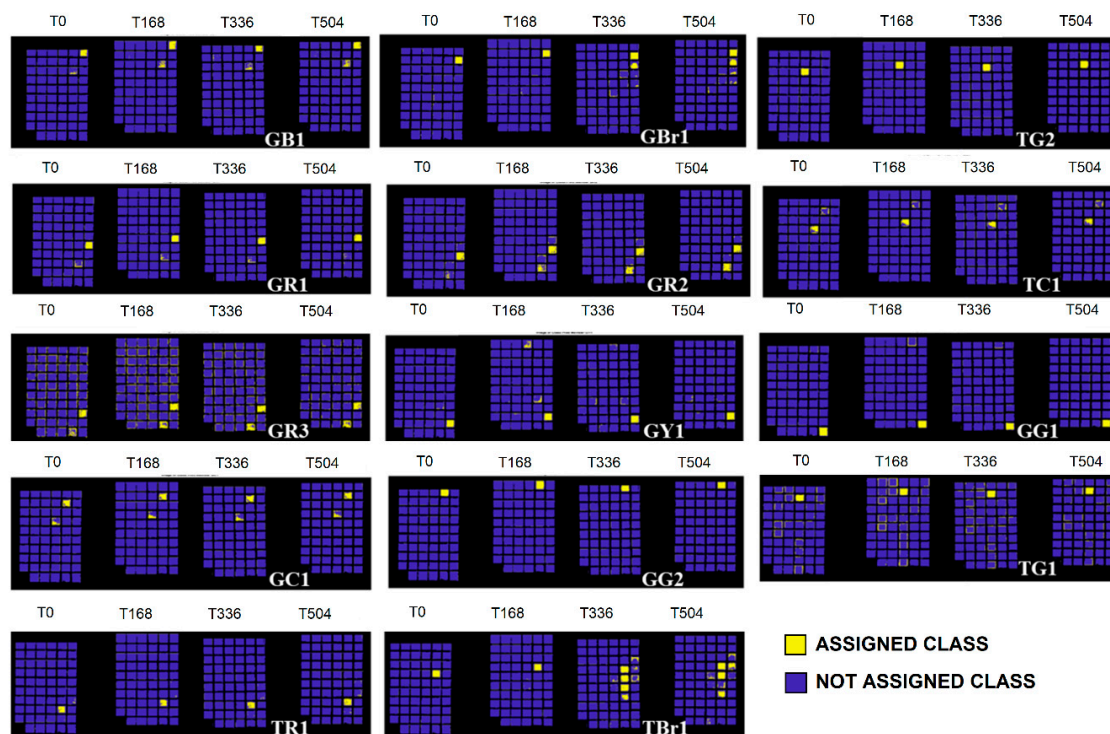 T0 T168 T336 T504
GB1
T0 T168 T336 T504
GBr1
T0 T168 T336 T504
TG2
T0 T168 T336 T504
GR1
T0 T168 T336 T504
GR2
T0 T168 T336 T504
TC1
T0 T168 T336 T504
GR3
T0 T168 T336 T504
GY1
T0 T168 T336 T504
GG1
T0 T168 T336 T504
GC1
T0 T168 T336 T504
GG2
T0 T168 T336 T504
TG1
T0 T168 T336 T504
TR1
T0 T168 T336 T504
TBr1
ASSIGNED CLASS
NOT ASSIGNED CLASS